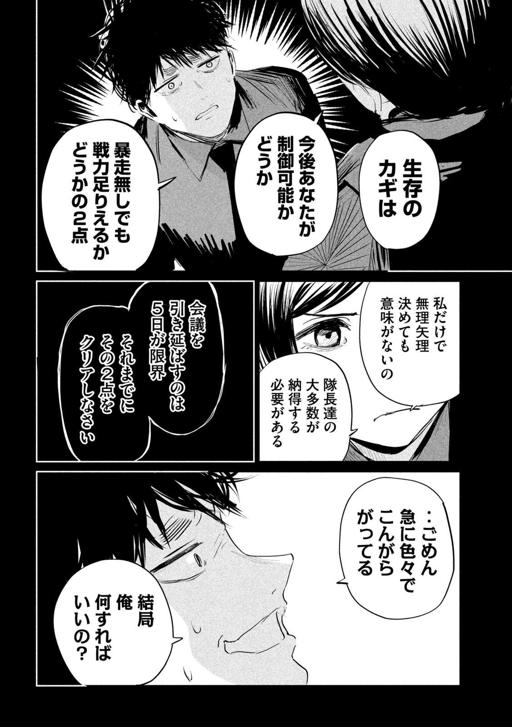 生存の
カギは
今後あなたが
制御可能か
どうか
暴走無しでも
戦力足りえるか
どうかの2点
私だけで
無理矢理
決めても
意味がないの
隊長達の
大多数が
納得する
必要がある
会議を
引き延ばすのは
5日が限界
それまでに
その2点を
クリアしなさい
‥ごめん
急に色々で
こんがら
がってる
結局
俺
何すれば
いいの?